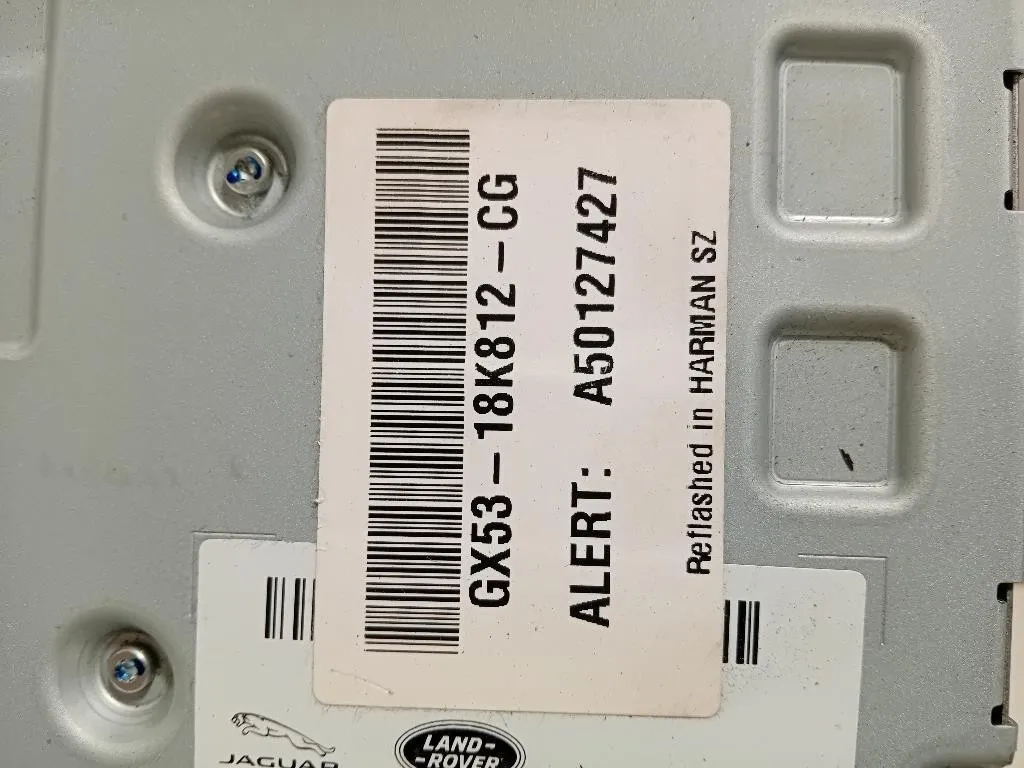 GX53-18K812-CG
ALERT: A50127427
Reflashed in HARMAN SZ
JAGUAR
LAND-
-ROVER